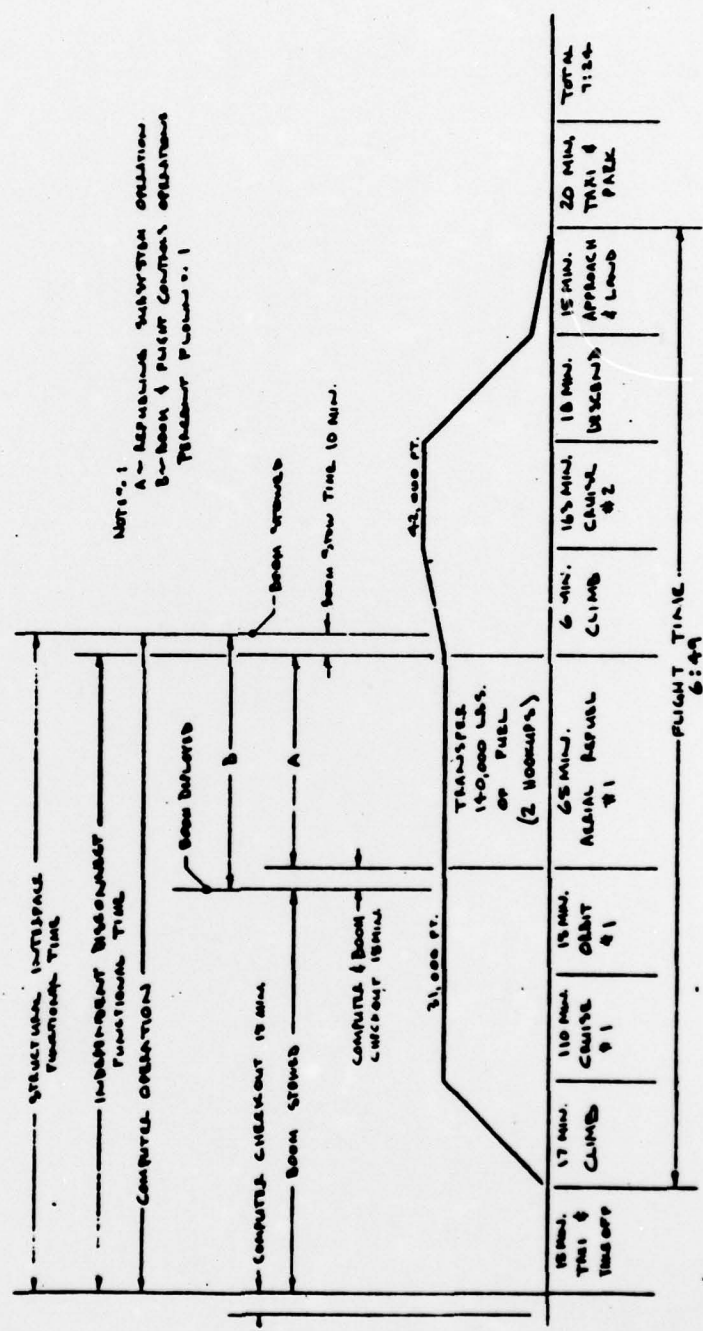 NOTES:
A - REFUELING SUBSYSTEM OPERATION
B - BOOM & FLIGHT CONTROLS OPERATIONS
STRUCTURAL INTERFACE
FUNCTIONAL TIME
INDEPENDENT DISCONNECT
FUNCTIONAL TIME
COMPUTER OPERATION
BOOM DEPLOYED
BOOM STOWED
B
COMPUTER CHECKOUT 15 MIN.
BOOM STOWED
A
BOOM STOW TIME 10 MIN.
COMPUTER & BOOM
CHECKOUT 15 MIN.
31,000 FT.
42,000 FT.
TRANSFER
140,000 LBS.
OF FUEL
(2 HOOKUPS)
15 MIN.
TAXI &
TAKEOFF
17 MIN.
CLIMB
110 MIN.
CRUISE
#1
15 MIN.
ORBIT
#1
65 MIN.
AERIAL REFUEL
#1
6 MIN.
CLIMB
163 MIN.
CRUISE
#2
18 MIN.
DESCEND
15 MIN.
APPROACH
& LAND
20 MIN.
TAXI &
PARK
TOTAL
7:24
FLIGHT TIME
6:49